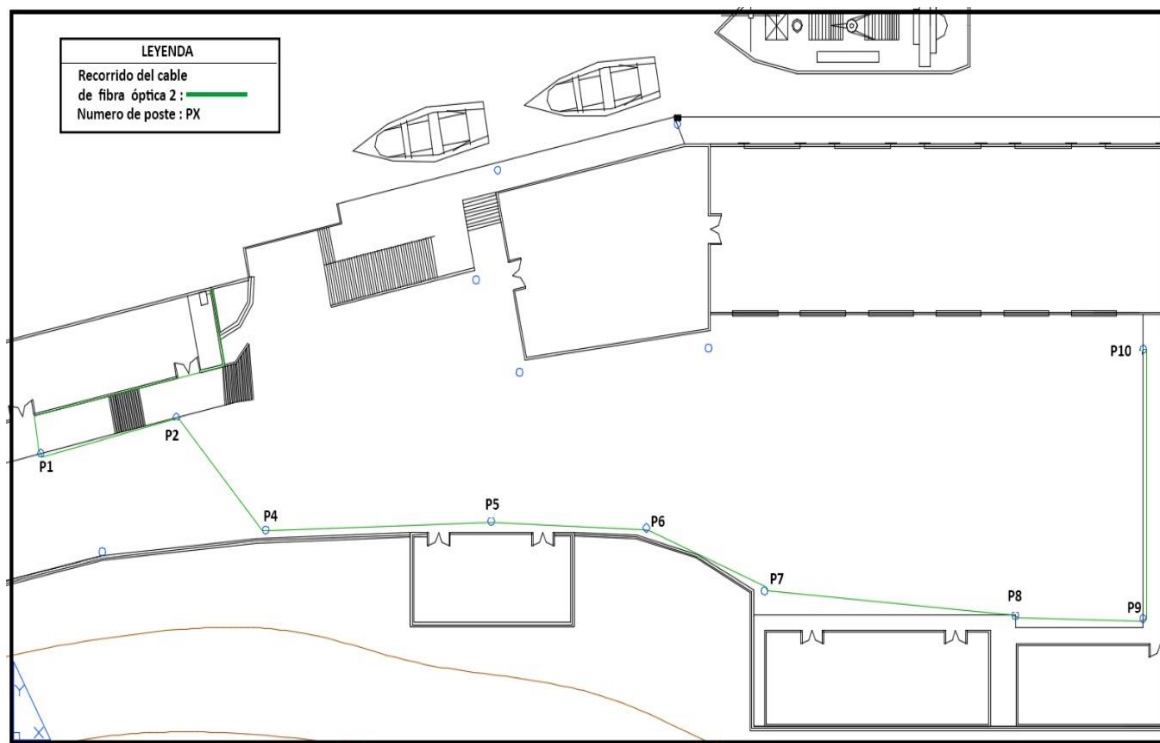 LEYENDA
Recorrido del cable
de fibra óptica 2 :
Numero de poste : PX
P10
P2
P1
P5
P4
P6
P7
P8
P9
Y
X